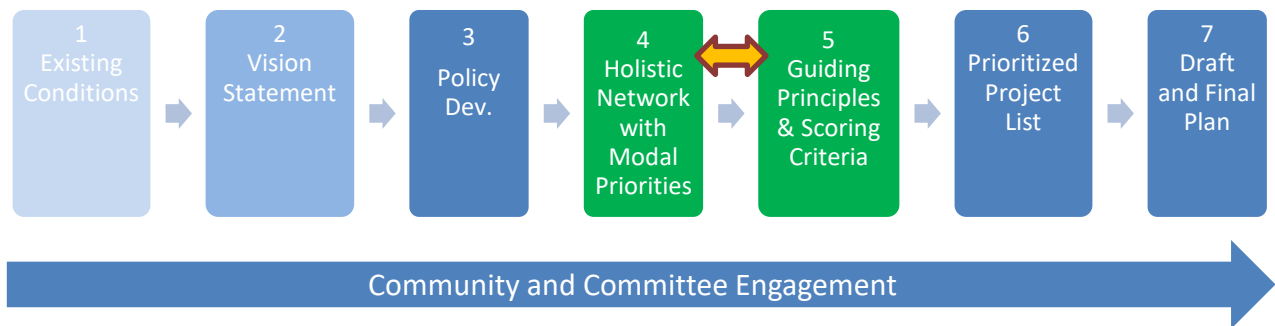 1
Existing
Conditions
2
Vision
Statement
3
Policy
Dev.
4
Holistic
Network
with
Modal
Priorities
5
Guiding
Principles
& Scoring
Criteria
6
Prioritized
Project
List
7
Draft
and Final
Plan
Community and Committee Engagement